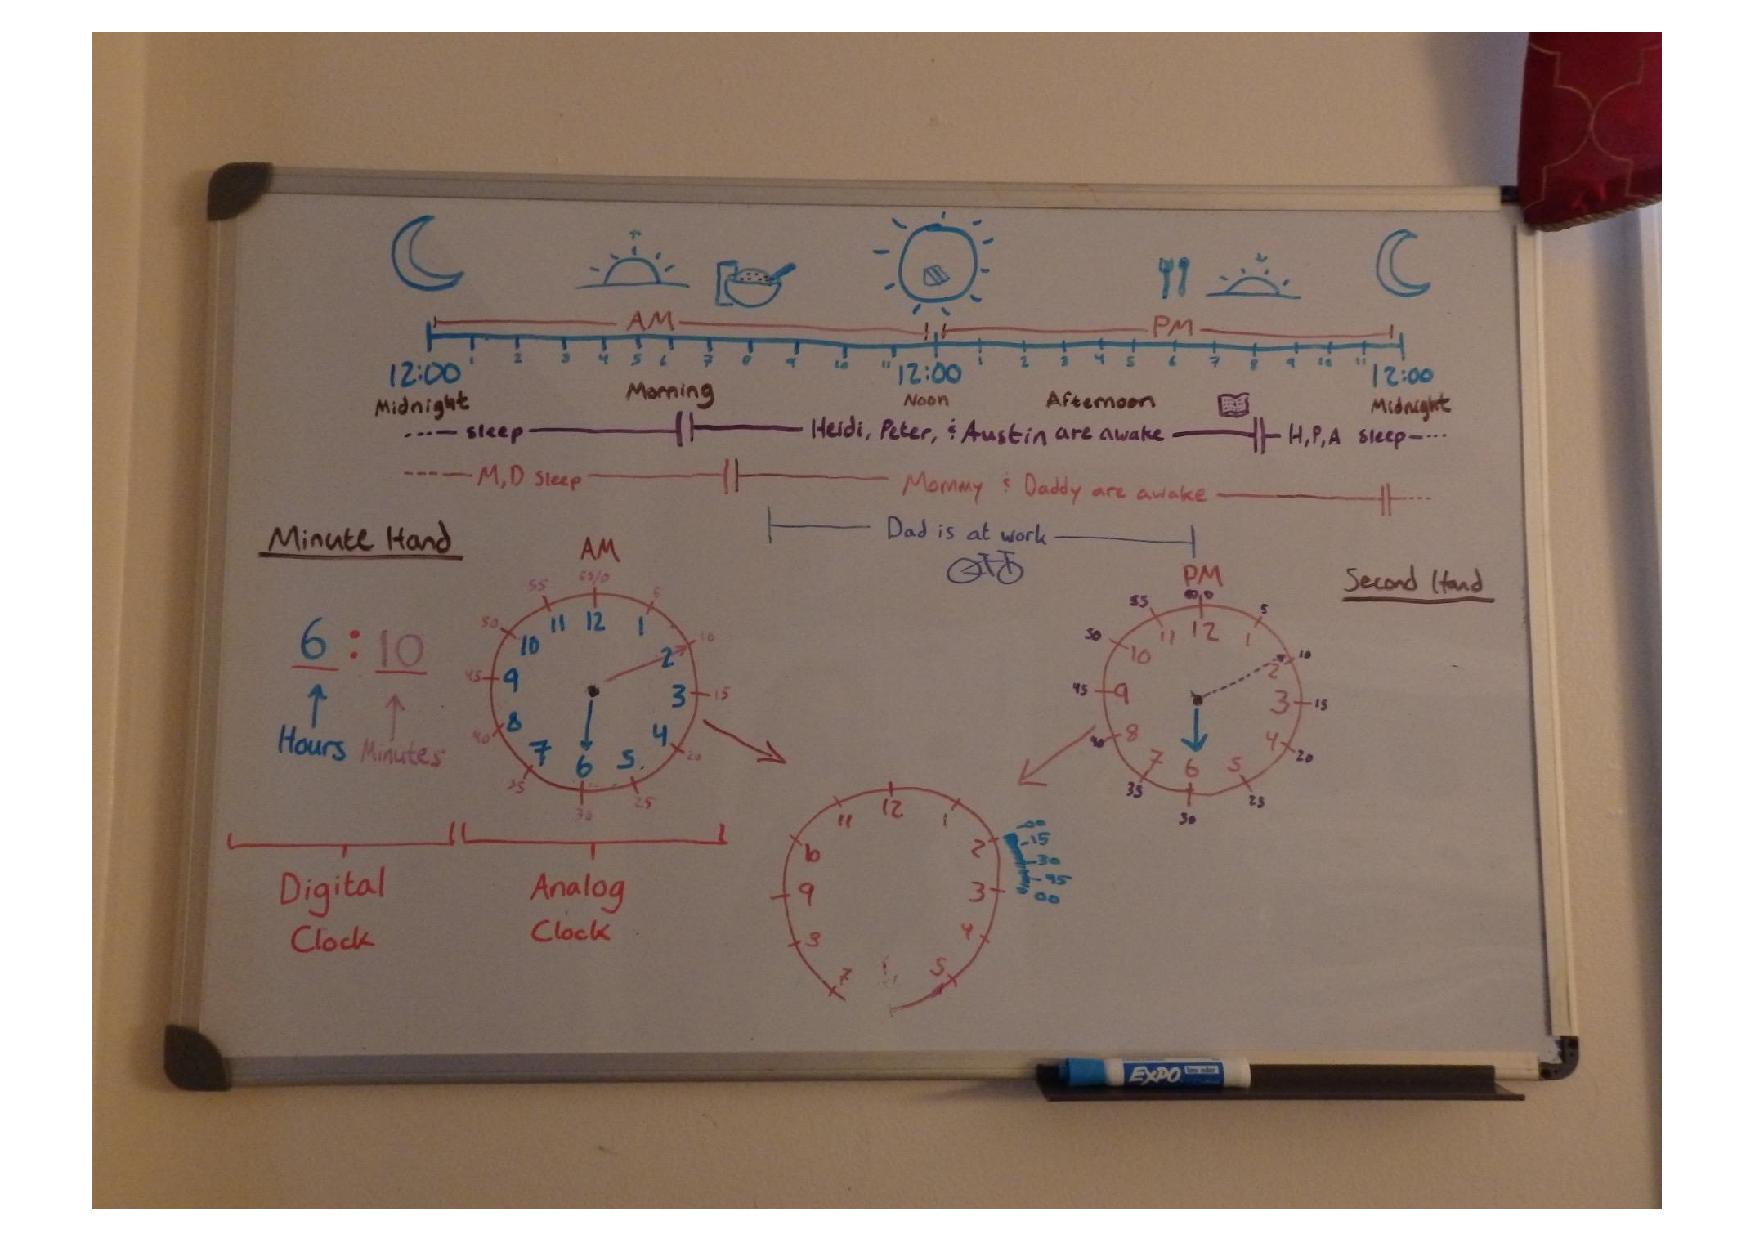 AM PM
12:00 1 2 3 4 5 6 7 8 9 10 11 12:00 1 2 3 4 5 6 7 8 9 10 11 12:00
Midnight Morning Noon Afternoon Midnight
sleep Heidi, Peter, & Austin are awake H,P,A sleep
M,D sleep Mommy & Daddy are awake
Dad is at work
Minute Hand
AM
PM
Second Hand
6 : 10
Hours Minutes
60/0 5 10 15 20 25 30 35 40 45 50 55
12 1 2 3 4 5 6 7 8 9 10 11
0 5 10 15 20 25 30 35 40 45 50 55
12 1 2 3 4 5 6 7 8 9 10 11
12 1 2 3 4 5 7 9 10 11
00
15
30
45
00
Digital
Clock
Analog
Clock
EXPO